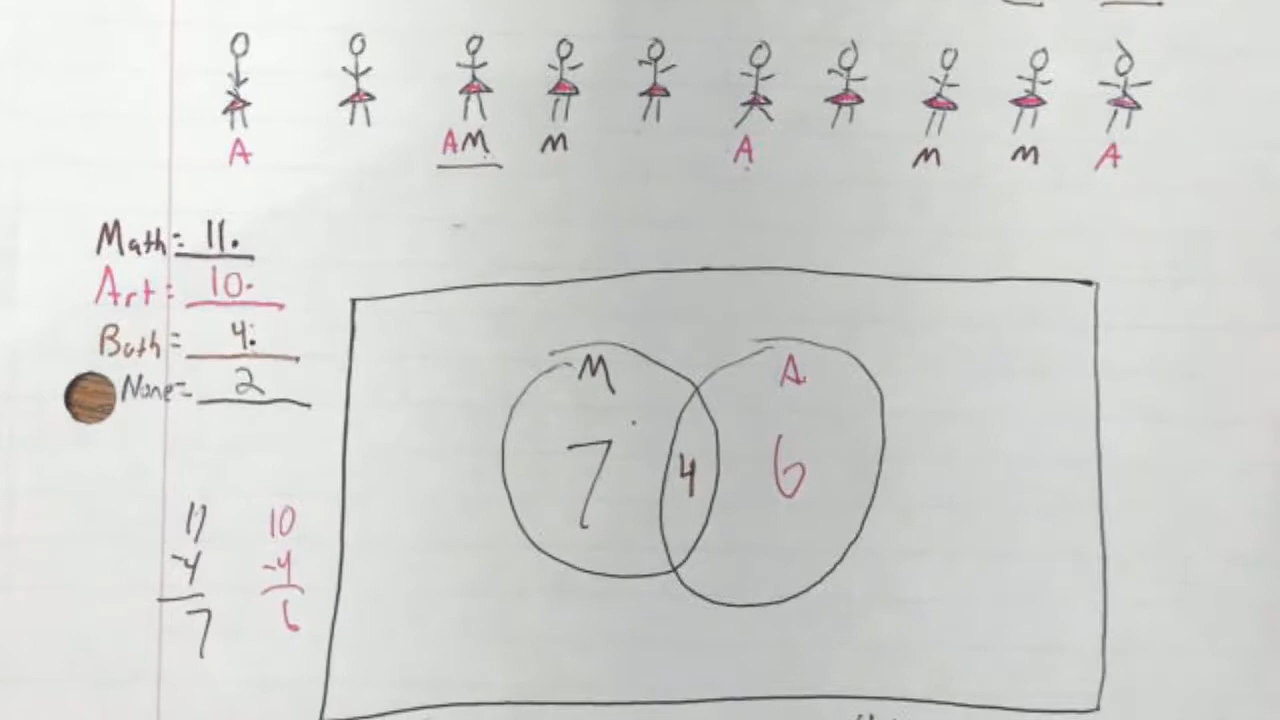 A AM M A M M A
Math = 11.
Art = 10.
Both = 4.
None = 2
M A
7 4 6
11 10
-4 -4
7 6